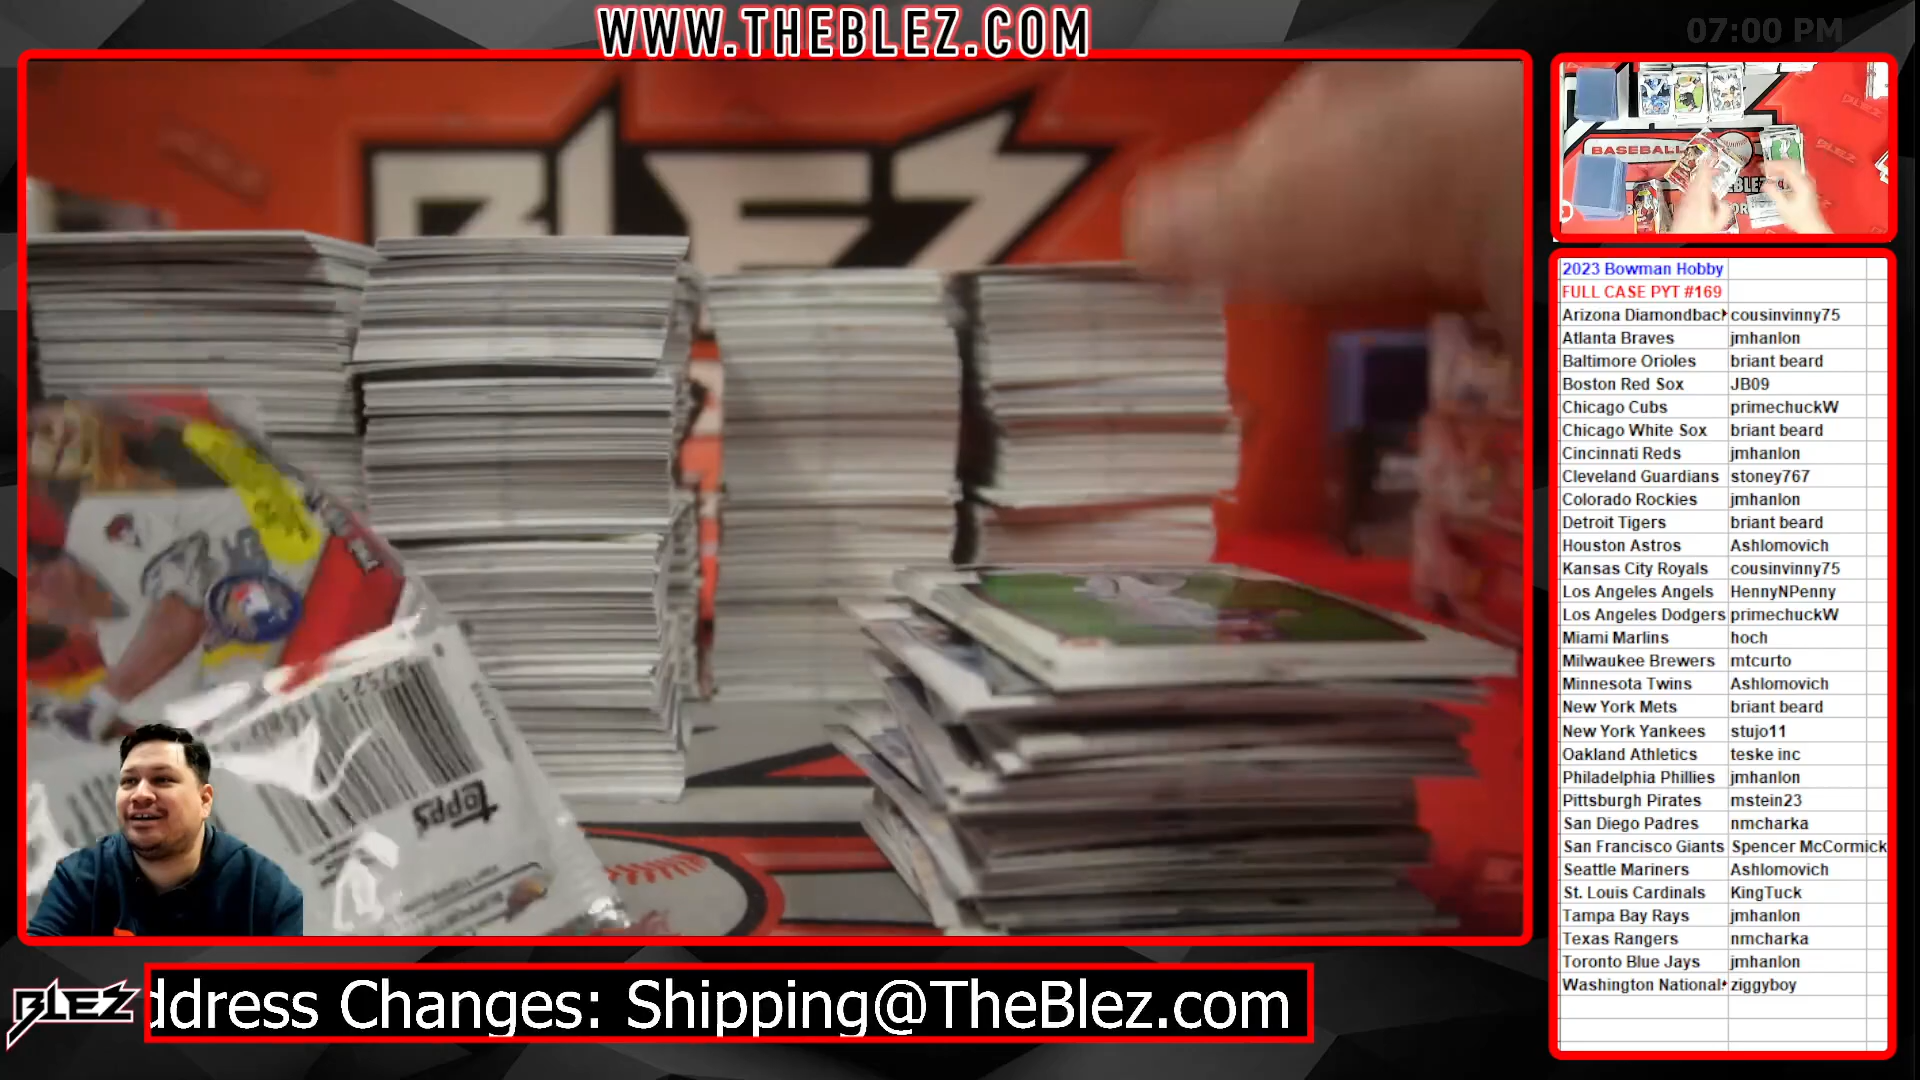 WWW.THEBLEZ.COM
07:00 PM
BLEZ
BASEBALL
topps
2023 Bowman Hobby
FULL CASE PYT #169
Arizona Diamondbac cousinvinny75
Atlanta Braves jmhanlon
Baltimore Orioles briant beard
Boston Red Sox JB09
Chicago Cubs primechuckW
Chicago White Sox briant beard
Cincinnati Reds jmhanlon
Cleveland Guardians stoney767
Colorado Rockies jmhanlon
Detroit Tigers briant beard
Houston Astros Ashlomovich
Kansas City Royals cousinvinny75
Los Angeles Angels HennyNPenny
Los Angeles Dodgers primechuckW
Miami Marlins hoch
Milwaukee Brewers mtcurto
Minnesota Twins Ashlomovich
New York Mets briant beard
New York Yankees stujo11
Oakland Athletics teske inc
Philadelphia Phillies jmhanlon
Pittsburgh Pirates mstein23
San Diego Padres nmcharka
San Francisco Giants Spencer McCormick
Seattle Mariners Ashlomovich
St. Louis Cardinals KingTuck
Tampa Bay Rays jmhanlon
Texas Rangers nmcharka
Toronto Blue Jays jmhanlon
Washington National ziggyboy
BLEZ
ddress Changes: Shipping@TheBlez.com